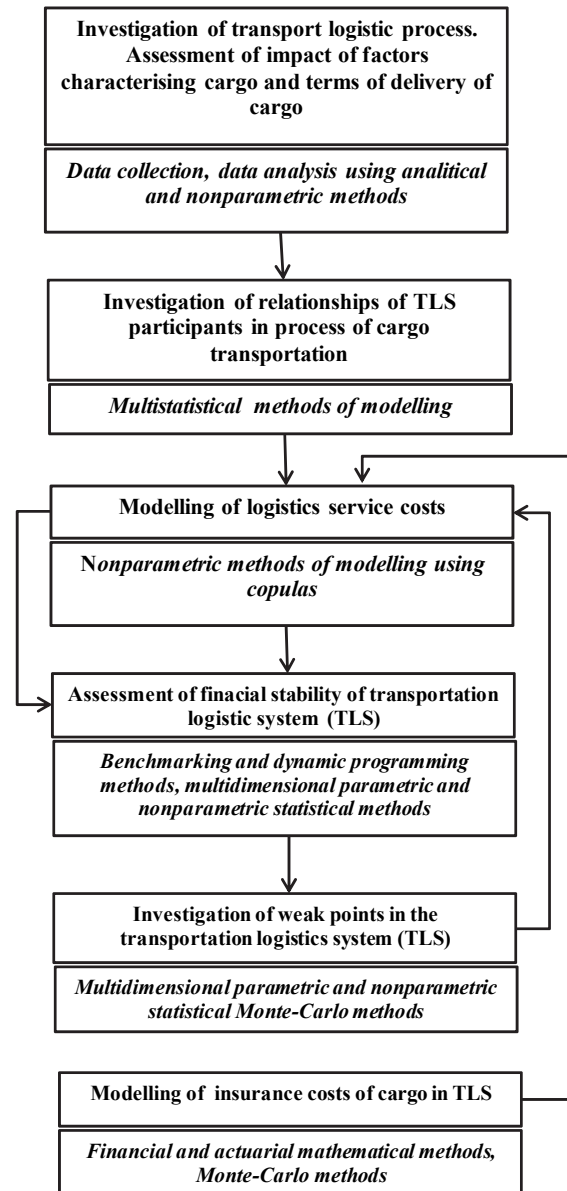 Investigation of transport logistic process.
Assessment of impact of factors
characterising cargo and terms of delivery of
cargo
Data collection, data analysis using analitical
and nonparametric methods
Investigation of relationships of TLS
participants in process of cargo
transportation
Multistatistical methods of modelling
Modelling of logistics service costs
Nonparametric methods of modelling using
copulas
Assessment of finacial stability of transportation
logistic system (TLS)
Benchmarking and dynamic programming
methods, multidimensional parametric and
nonparametric statistical methods
Investigation of weak points in the
transportation logistics system (TLS)
Multidimensional parametric and nonparametric
statistical Monte-Carlo methods
Modelling of insurance costs of cargo in TLS
Financial and actuarial mathematical methods,
Monte-Carlo methods